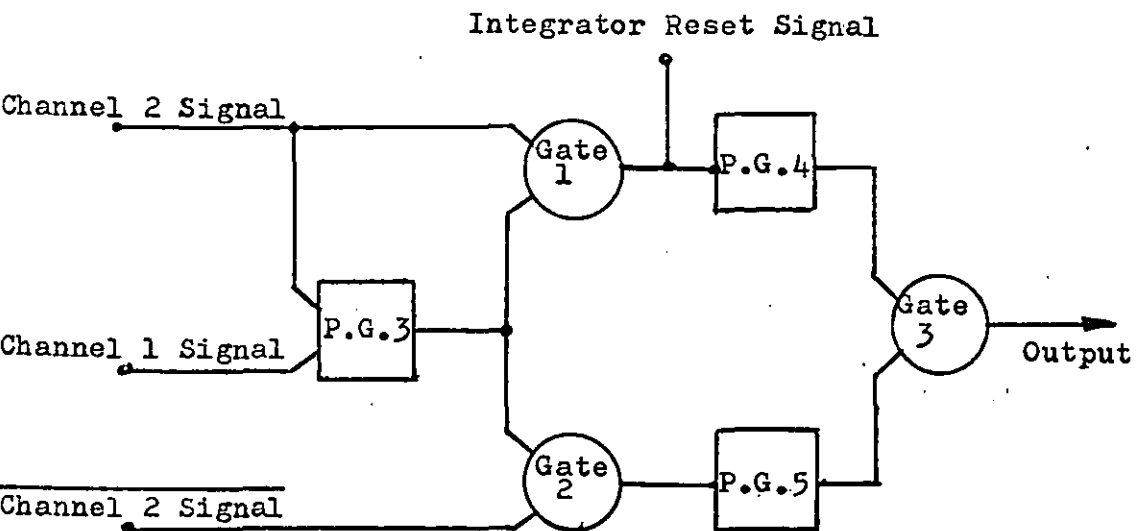 Integrator Reset Signal
Channel 2 Signal
Gate
1
P.G.4
P.G.3
Channel 1 Signal
Gate
3
Output
Gate
2
P.G.5
Channel 2 Signal